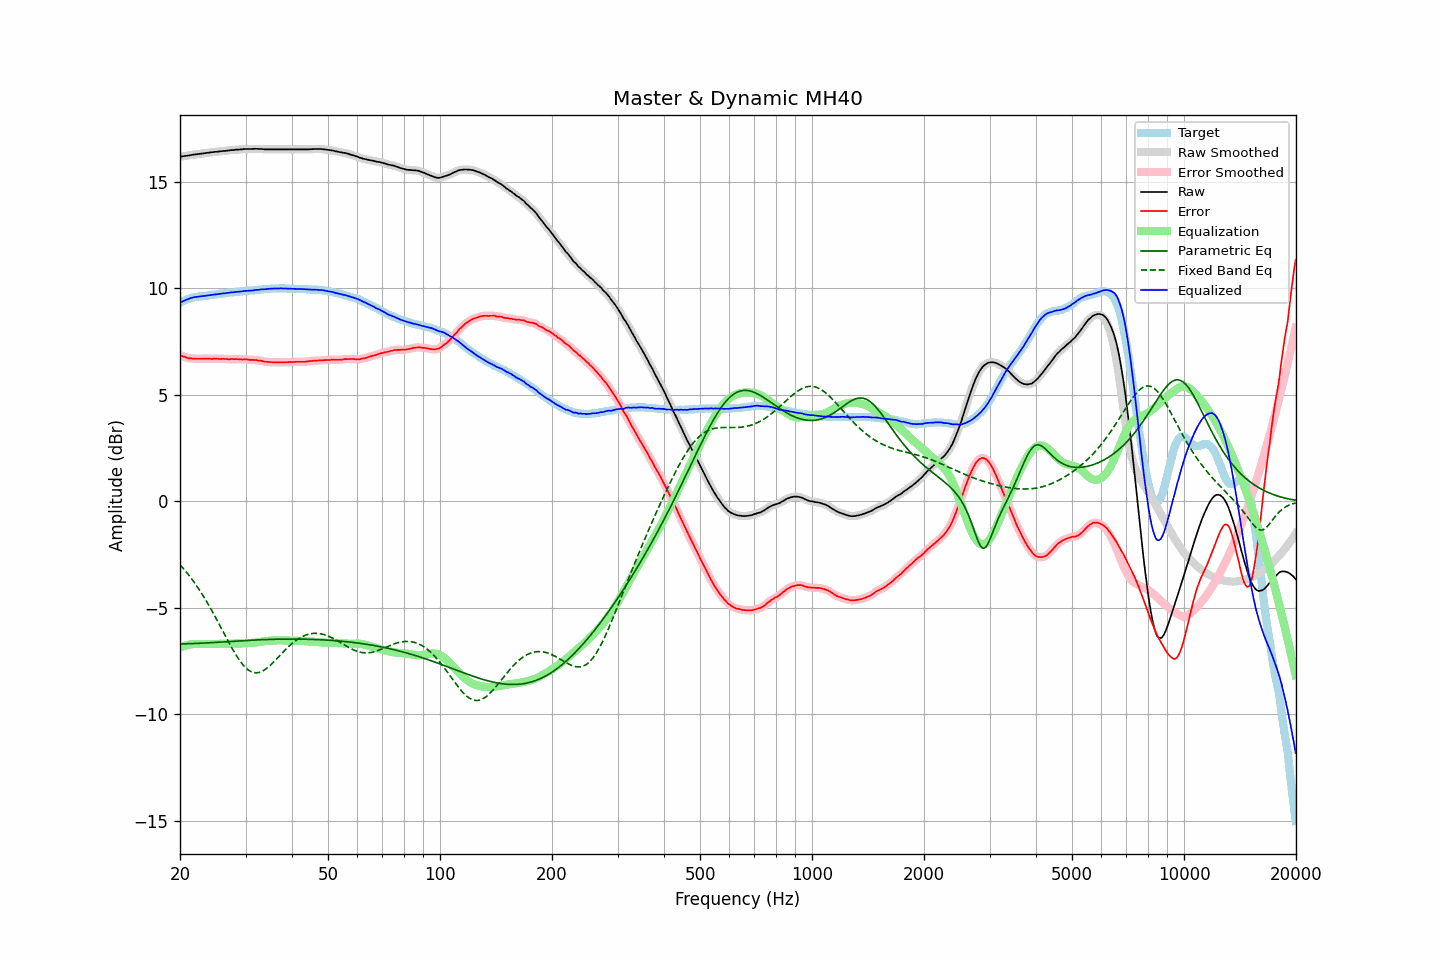 Master & Dynamic MH40
Target
Raw Smoothed
Error Smoothed
Raw
Error
Equalization
Parametric Eq
Fixed Band Eq
Equalized
Amplitude (dBr)
15
10
5
0
−5
−10
−15
20 50 100 200 500 1000 2000 5000 10000 20000
Frequency (Hz)